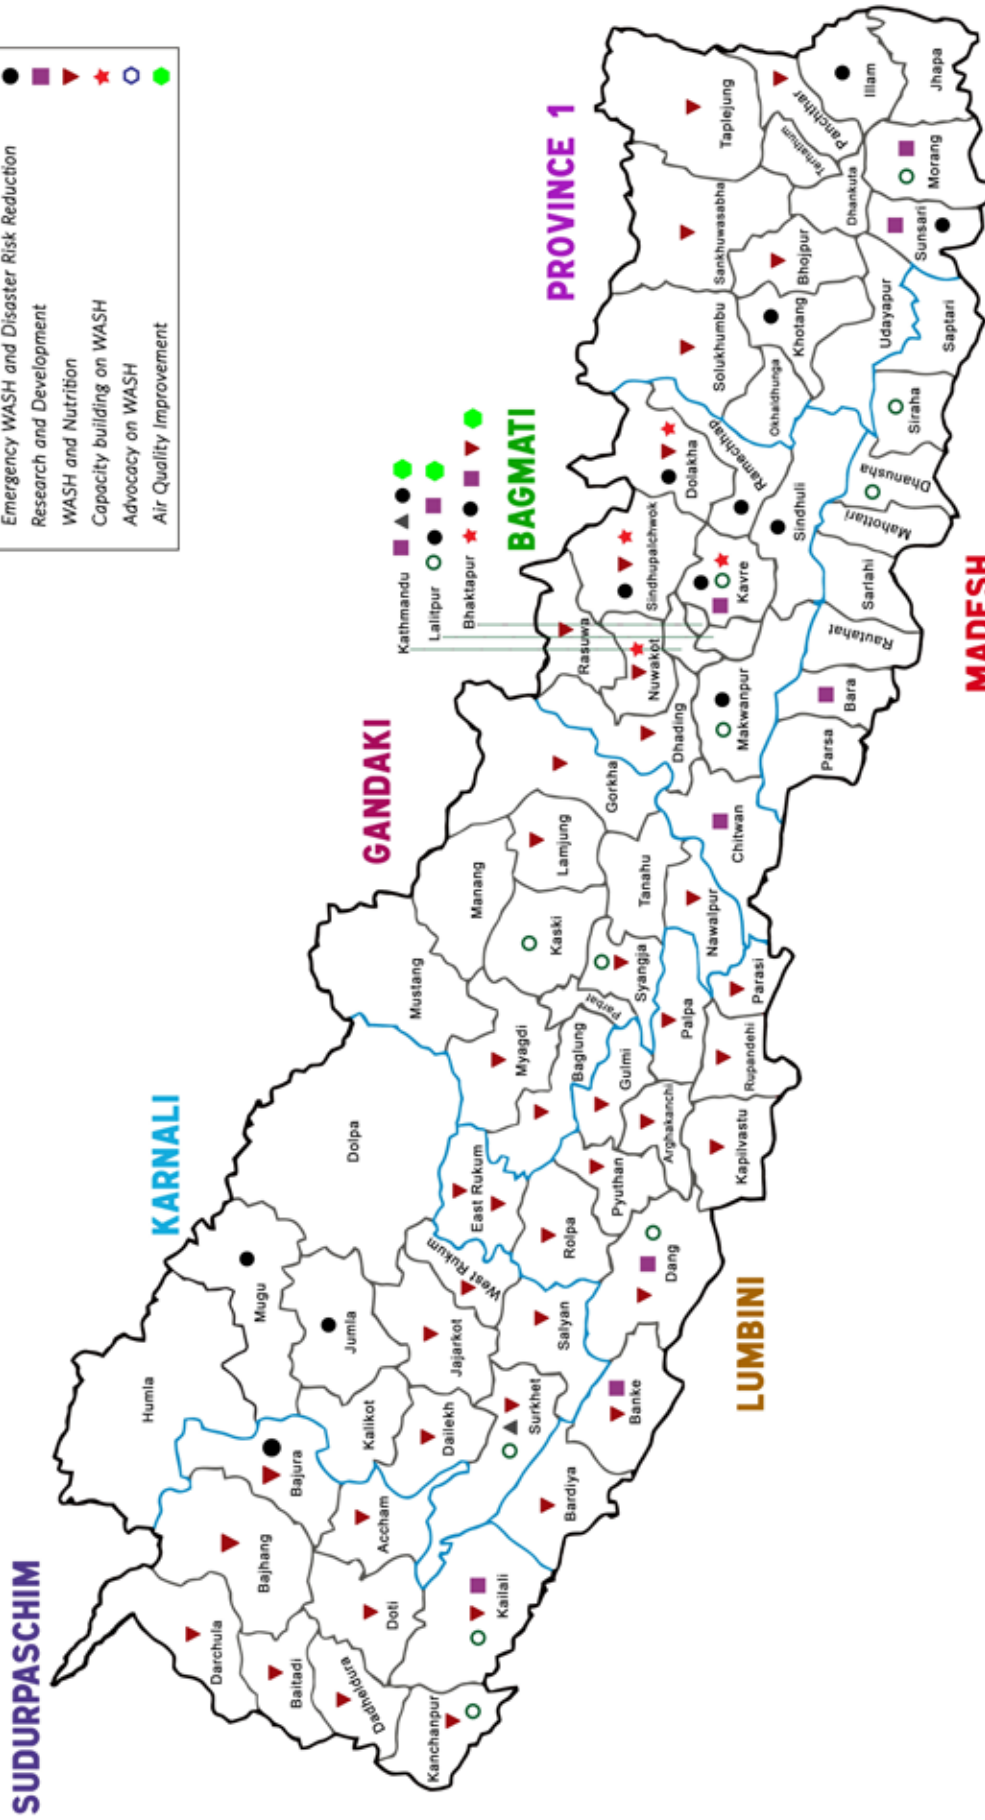 Emergency WASH and Disaster Risk Reduction
Research and Development
WASH and Nutrition
Capacity building on WASH
Advocacy on WASH
Air Quality Improvement
SUDURPASCHIM
KARNALI
GANDAKI
BAGMATI
PROVINCE 1
LUMBINI
MADESH
Darchula
Bajhang
Baitadi
Dadheldura
Doti
Kanchanpur
Kailali
Accham
Bajura
Humla
Mugu
Jumla
Kalikot
Dailekh
Jajarkot
West Rukum
Surkhet
Salyan
Dolpa
Bardiya
Banke
Dang
East Rukum
Rolpa
Pyuthan
Gulmi
Arghakanchi
Kapilvastu
Rupandehi
Palpa
Parasi
Mustang
Manang
Myagdi
Baglung
Parbat
Kaski
Syangja
Lamjung
Tanahu
Gorkha
Nawalpur
Kathmandu
Lalitpur
Bhaktapur
Rasuwa
Nuwakot
Dhading
Chitwan
Makwanpur
Sindhupalchwok
Kavre
Dolakha
Ramechhap
Sindhuli
Parsa
Bara
Rautahat
Sarlahi
Mahottari
Dhanusha
Siraha
Saptari
Solukhumbu
Okhaldhunga
Khotang
Udayapur
Sankhuwasabha
Bhojpur
Dhankuta
Terhathum
Taplejung
Panchthar
Illam
Jhapa
Morang
Sunsari